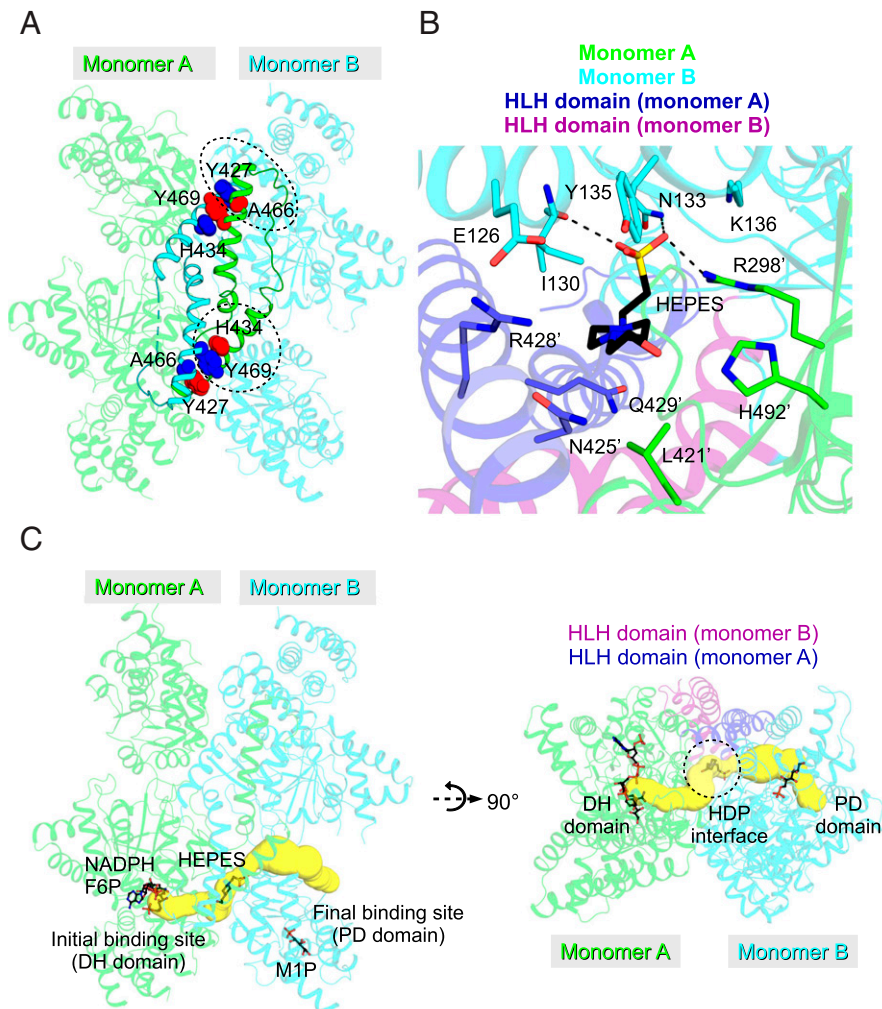 A
Monomer A
Monomer B
Y427
Y469
A466
H434
H434
A466
Y469
Y427
B
Monomer A
Monomer B
HLH domain (monomer A)
HLH domain (monomer B)
Y135
N133
E126
K136
I130
R298’
HEPES
R428’
Q429’
H492’
N425’
L421’
C
Monomer A
Monomer B
NADPH
F6P
HEPES
Initial binding site
(DH domain)
Final binding site
(PD domain)
M1P
90°
HLH domain (monomer B)
HLH domain (monomer A)
DH
domain
HDP
interface
PD
domain
Monomer A
Monomer B